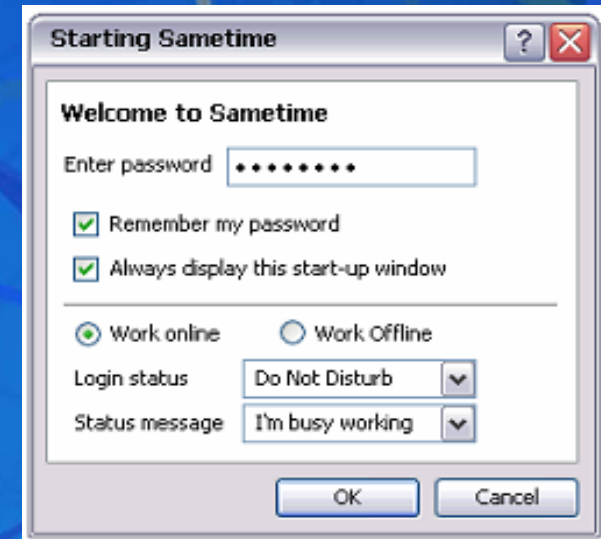 Starting Sametime ?
Welcome to Sametime
Enter password ••••••••
Remember my password
Always display this start-up window
Work online Work Offline
Login status Do Not Disturb
Status message I'm busy working
OK Cancel